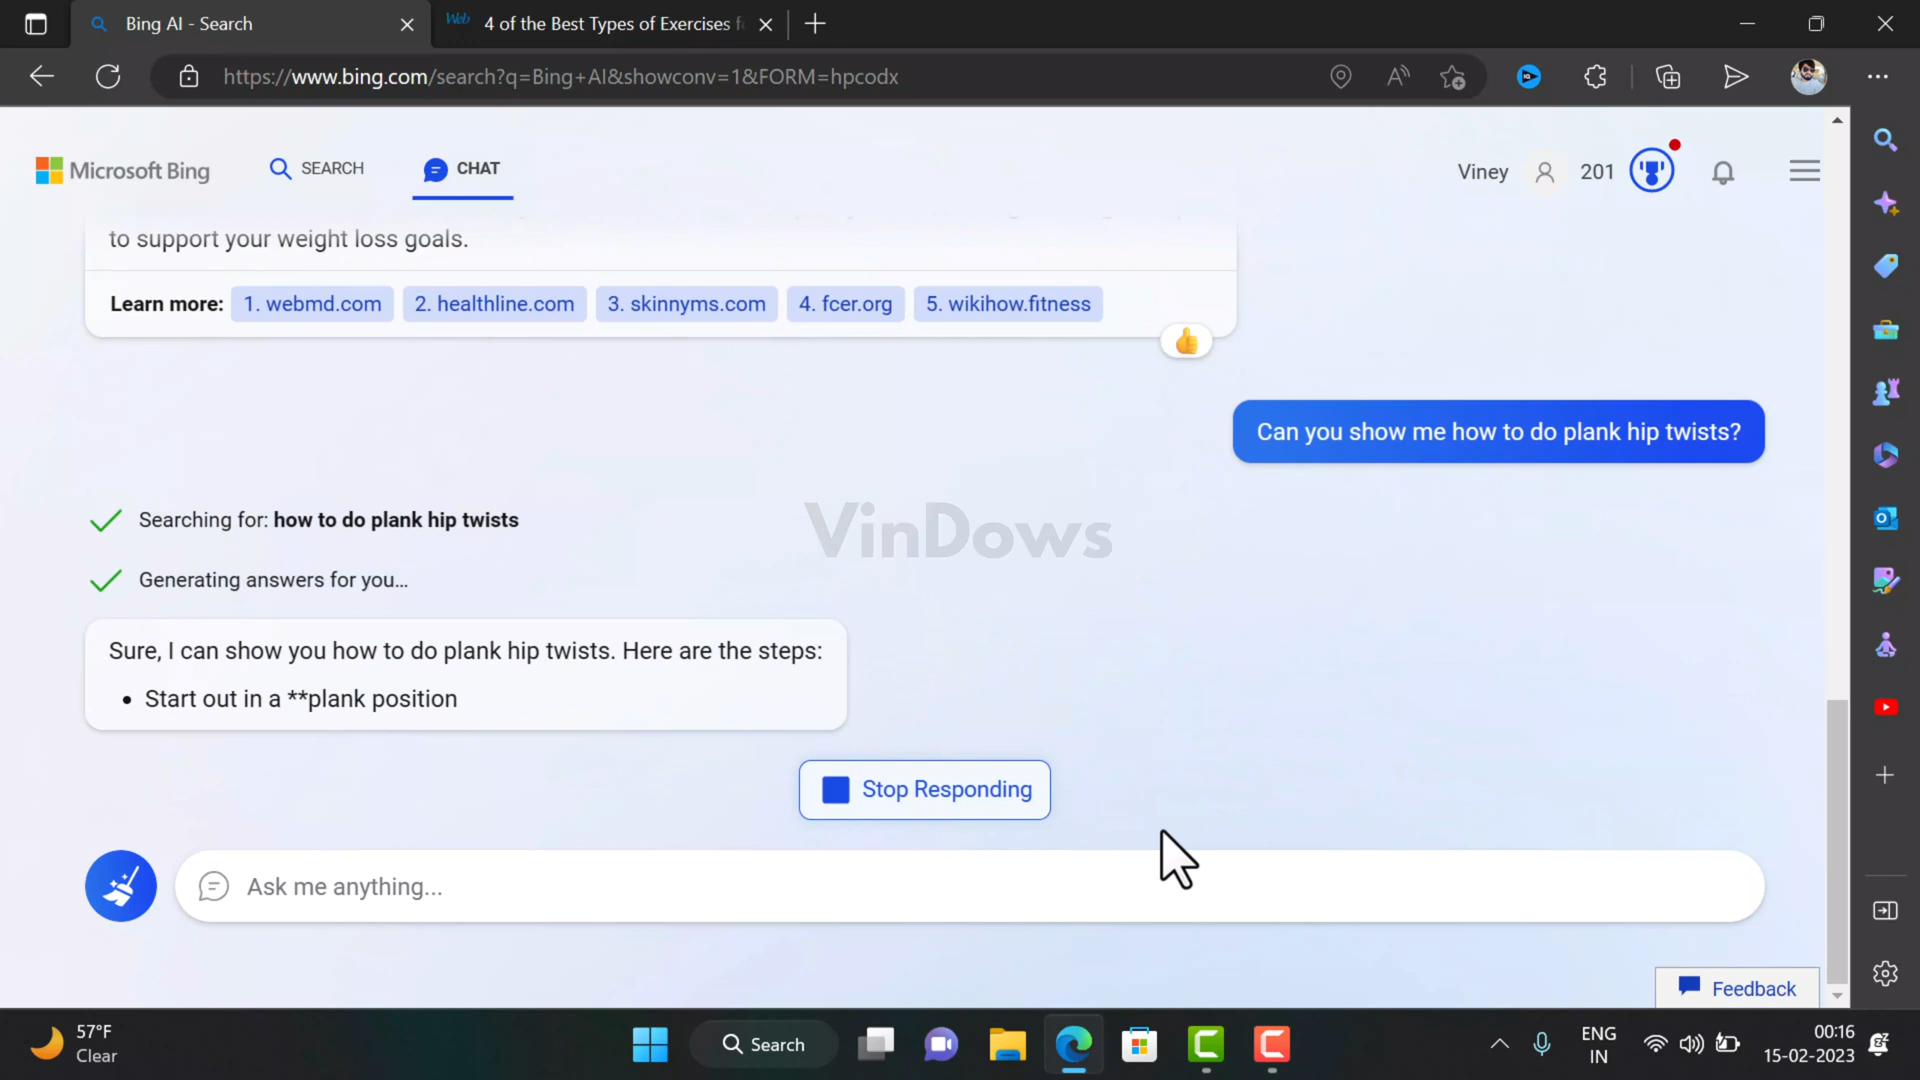 Bing AI - Search
Web
4 of the Best Types of Exercises f
https://www.bing.com/search?q=Bing+AI&showconv=1&FORM=hpcodx
Microsoft Bing
SEARCH
CHAT
Viney
201
to support your weight loss goals.
Learn more: 1. webmd.com 2. healthline.com 3. skinnyms.com 4. fcer.org 5. wikihow.fitness
Can you show me how to do plank hip twists?
Searching for: how to do plank hip twists
VinDows
Generating answers for you...
Sure, I can show you how to do plank hip twists. Here are the steps:
• Start out in a **plank position
Stop Responding
Ask me anything...
Feedback
57°F
Clear
Search
ENG
IN
00:16
15-02-2023